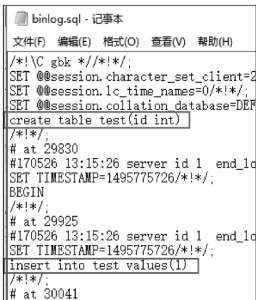 binlog.sql - 记事本
文件(F) 编辑(E) 格式(O) 查看(V) 帮助(H)
/*!\C gbk *//*!*/;
SET @@session.character_set_client=2
SET @@session.lc_time_names=0/*!*/;
SET @@session.collation_database=DEF
create table test(id int)
/*!*/;
# at 29830
#170526 13:15:26 server id 1 end_lo
SET TIMESTAMP=1495775726/*!*/;
BEGIN
/*!*/;
# at 29925
#170526 13:15:26 server id 1 end_lo
SET TIMESTAMP=1495775726/*!*/;
insert into test values(1)
/*!*/;
# at 30041